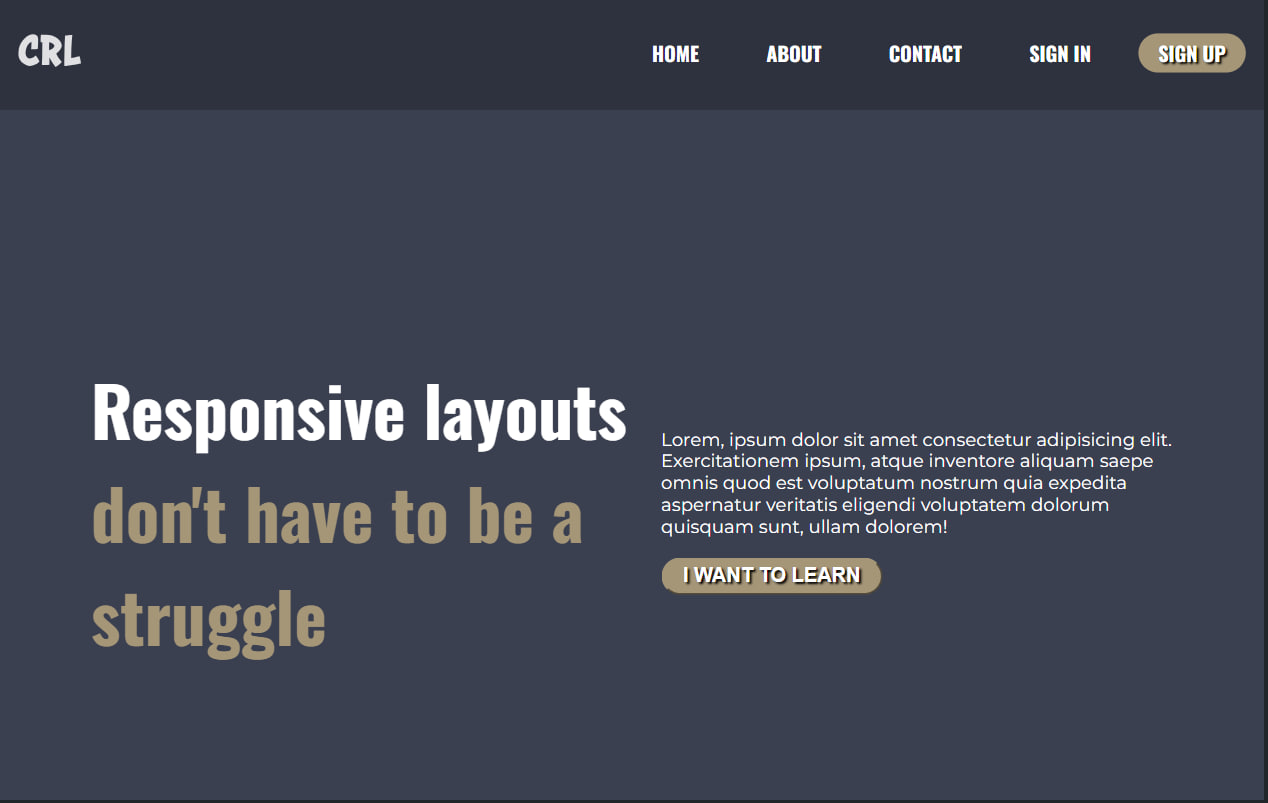 CRL
HOME ABOUT CONTACT SIGN IN SIGN UP
Responsive layouts
don't have to be a
struggle
Lorem, ipsum dolor sit amet consectetur adipisicing elit.
Exercitationem ipsum, atque inventore aliquam saepe
omnis quod est voluptatum nostrum quia expedita
aspernatur veritatis eligendi voluptatem dolorum
quisquam sunt, ullam dolorem!
I WANT TO LEARN